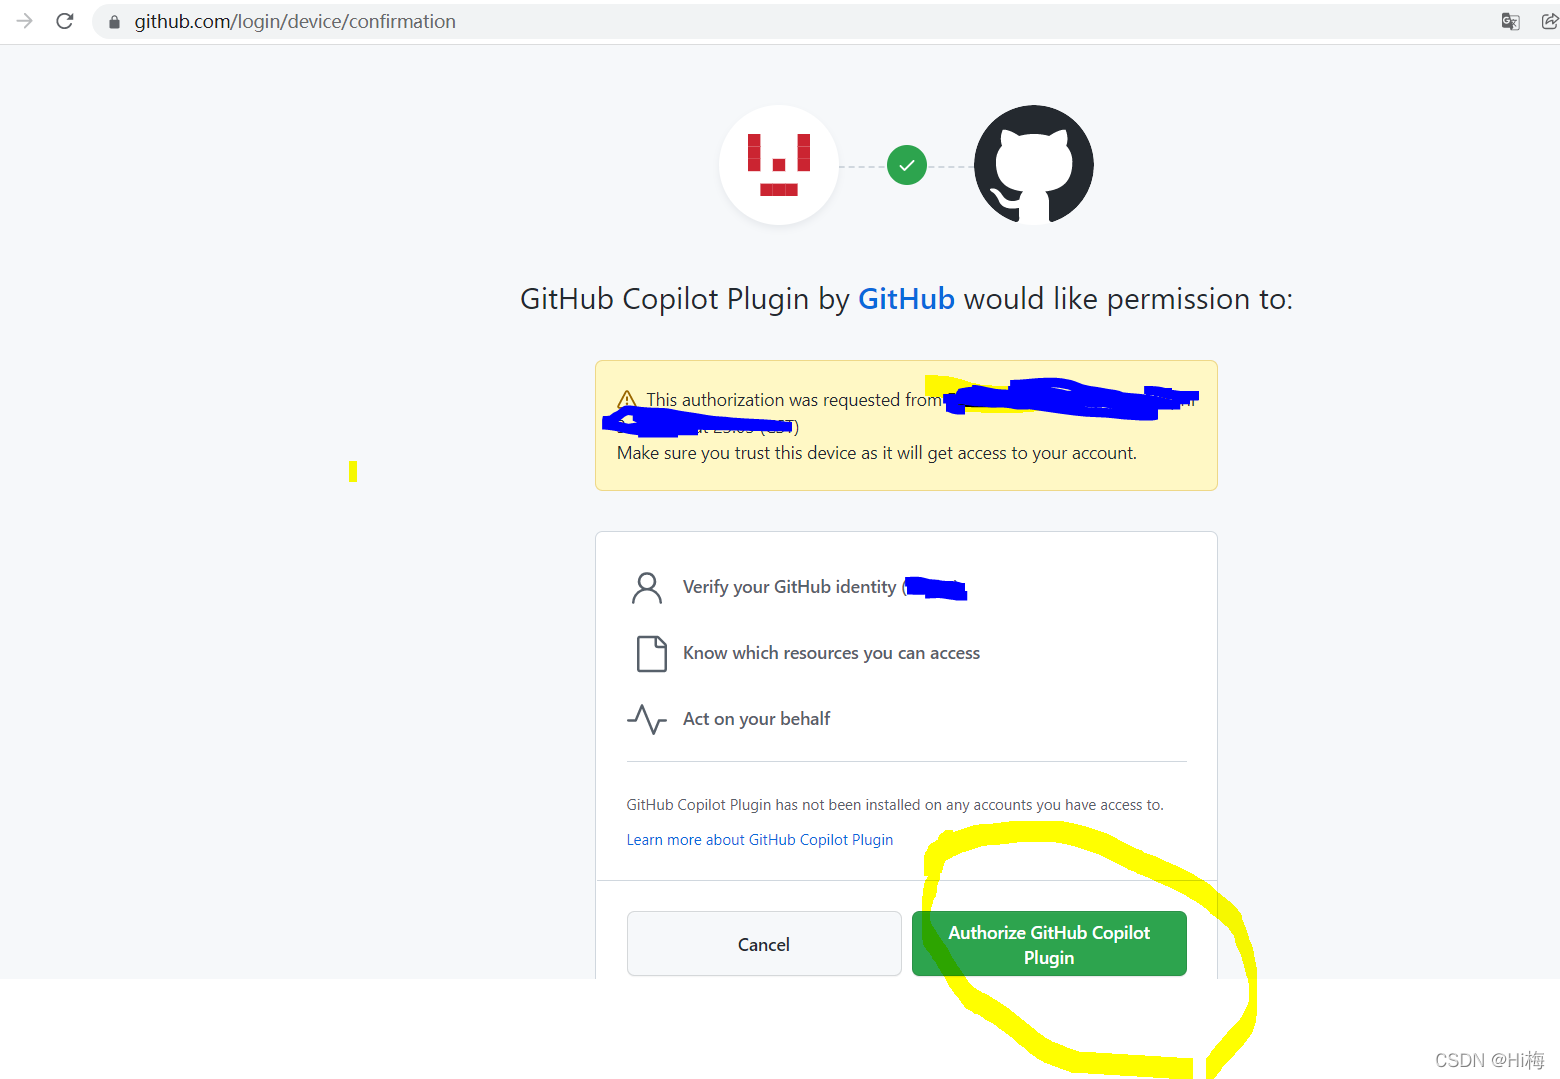 github.com/login/device/confirmation
GitHub Copilot Plugin by GitHub would like permission to:
This authorization was requested from
(CST)
Make sure you trust this device as it will get access to your account.
Verify your GitHub identity (
Know which resources you can access
Act on your behalf
GitHub Copilot Plugin has not been installed on any accounts you have access to.
Learn more about GitHub Copilot Plugin
Cancel
Authorize GitHub Copilot
Plugin
CSDN @Hi梅